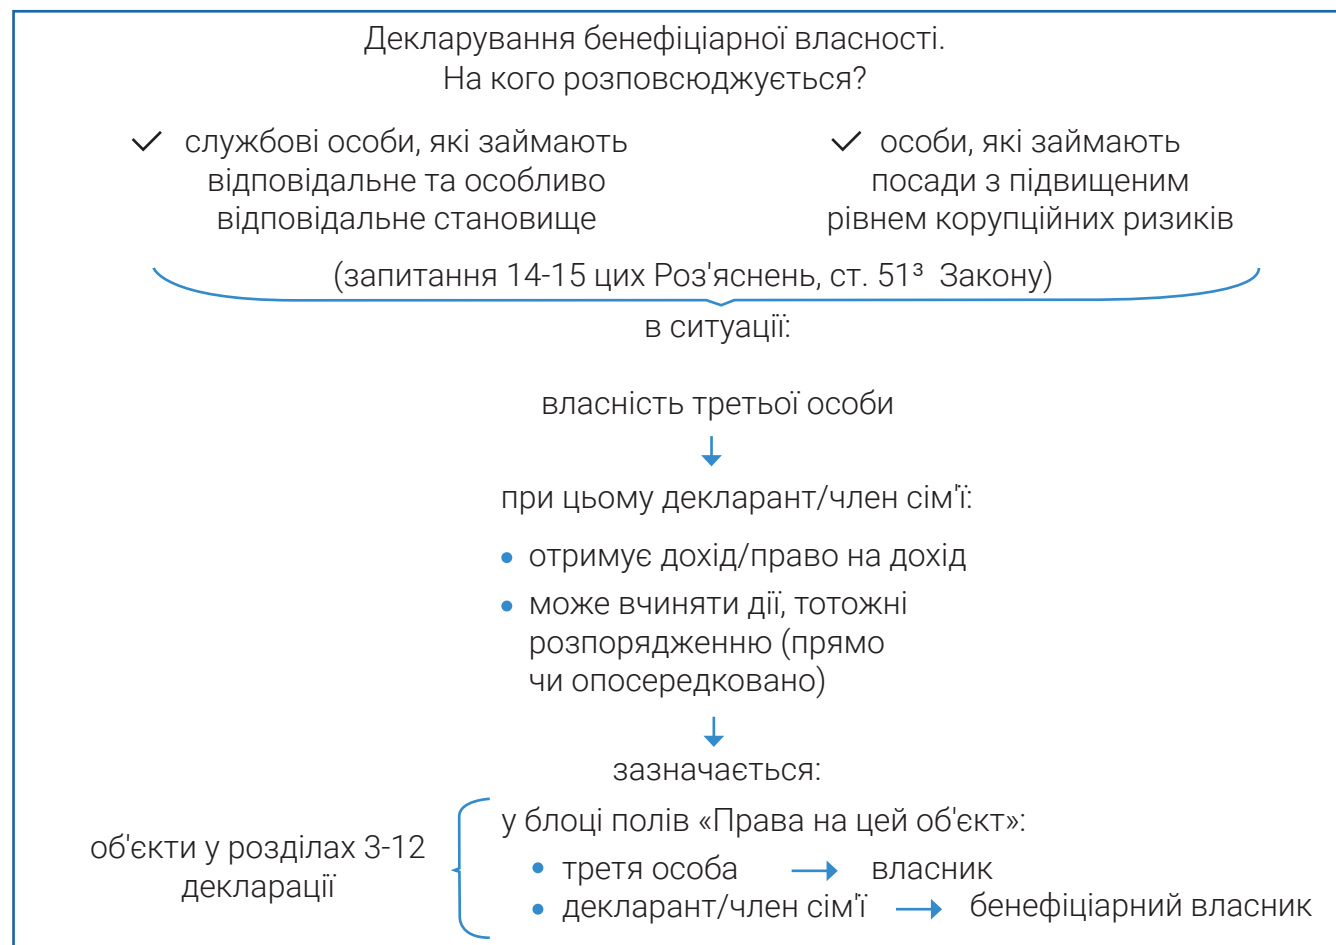 Декларування бенефіціарної власності.
На кого розповсюджується?
службові особи, які займають
відповідальне та особливо
відповідальне становище
особи, які займають
посади з підвищеним
рівнем корупційних ризиків
(запитання 14-15 цих Роз'яснень, ст. 51³ Закону)
в ситуації:
власність третьої особи
при цьому декларант/член сім'ї:
• отримує дохід/право на дохід
• може вчиняти дії, тотожні
розпорядженню (прямо
чи опосередковано)
зазначається:
об'єкти у розділах 3-12
декларації
у блоці полів «Права на цей об'єкт»:
• третя особа → власник
• декларант/член сім'ї → бенефіціарний власник